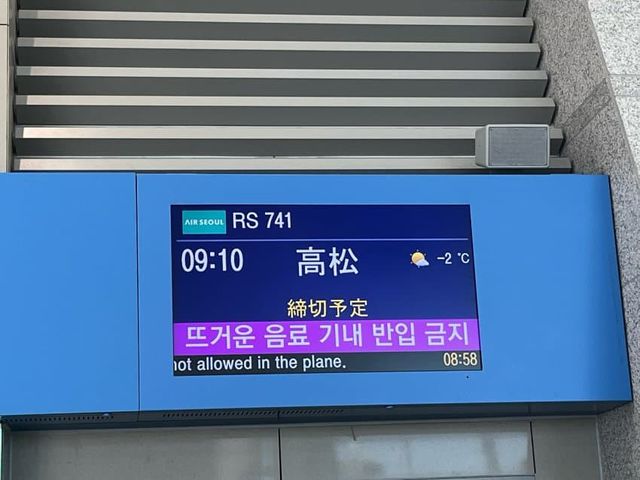 AIR SEOUL RS 741
09:10 高松 -2 ℃
締切予定
뜨거운 음료 기내 반입 금지
not allowed in the plane. 08:58